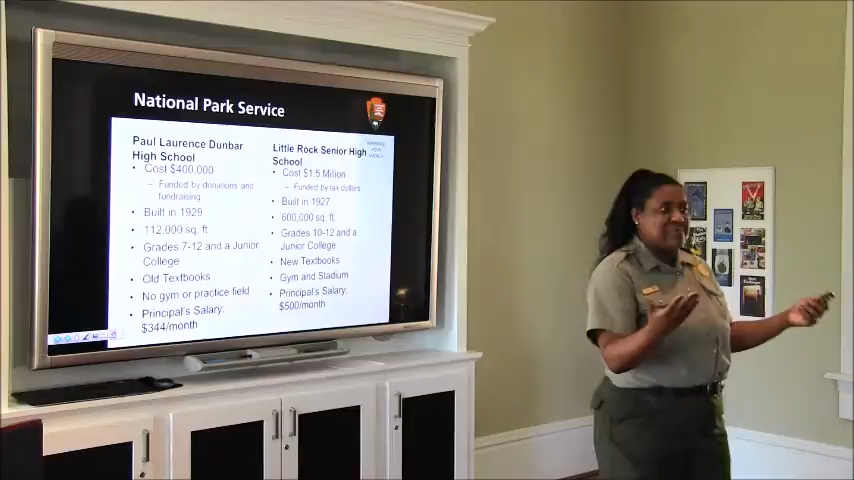 National Park Service
Paul Laurence Dunbar
High School
• Cost $400,000
– Funded by donations and
fundraising
• Built in 1929
• 112,000 sq. ft
• Grades 7-12 and a Junior
College
• Old Textbooks
• No gym or practice field
• Principal's Salary:
$344/month
Little Rock Senior High
School
• Cost $1.5 Million
– Funded by tax dollars
• Built in 1927
• 600,000 sq. ft
• Grades 10-12 and a
Junior College
• New Textbooks
• Gym and Stadium
• Principal's Salary:
$500/month